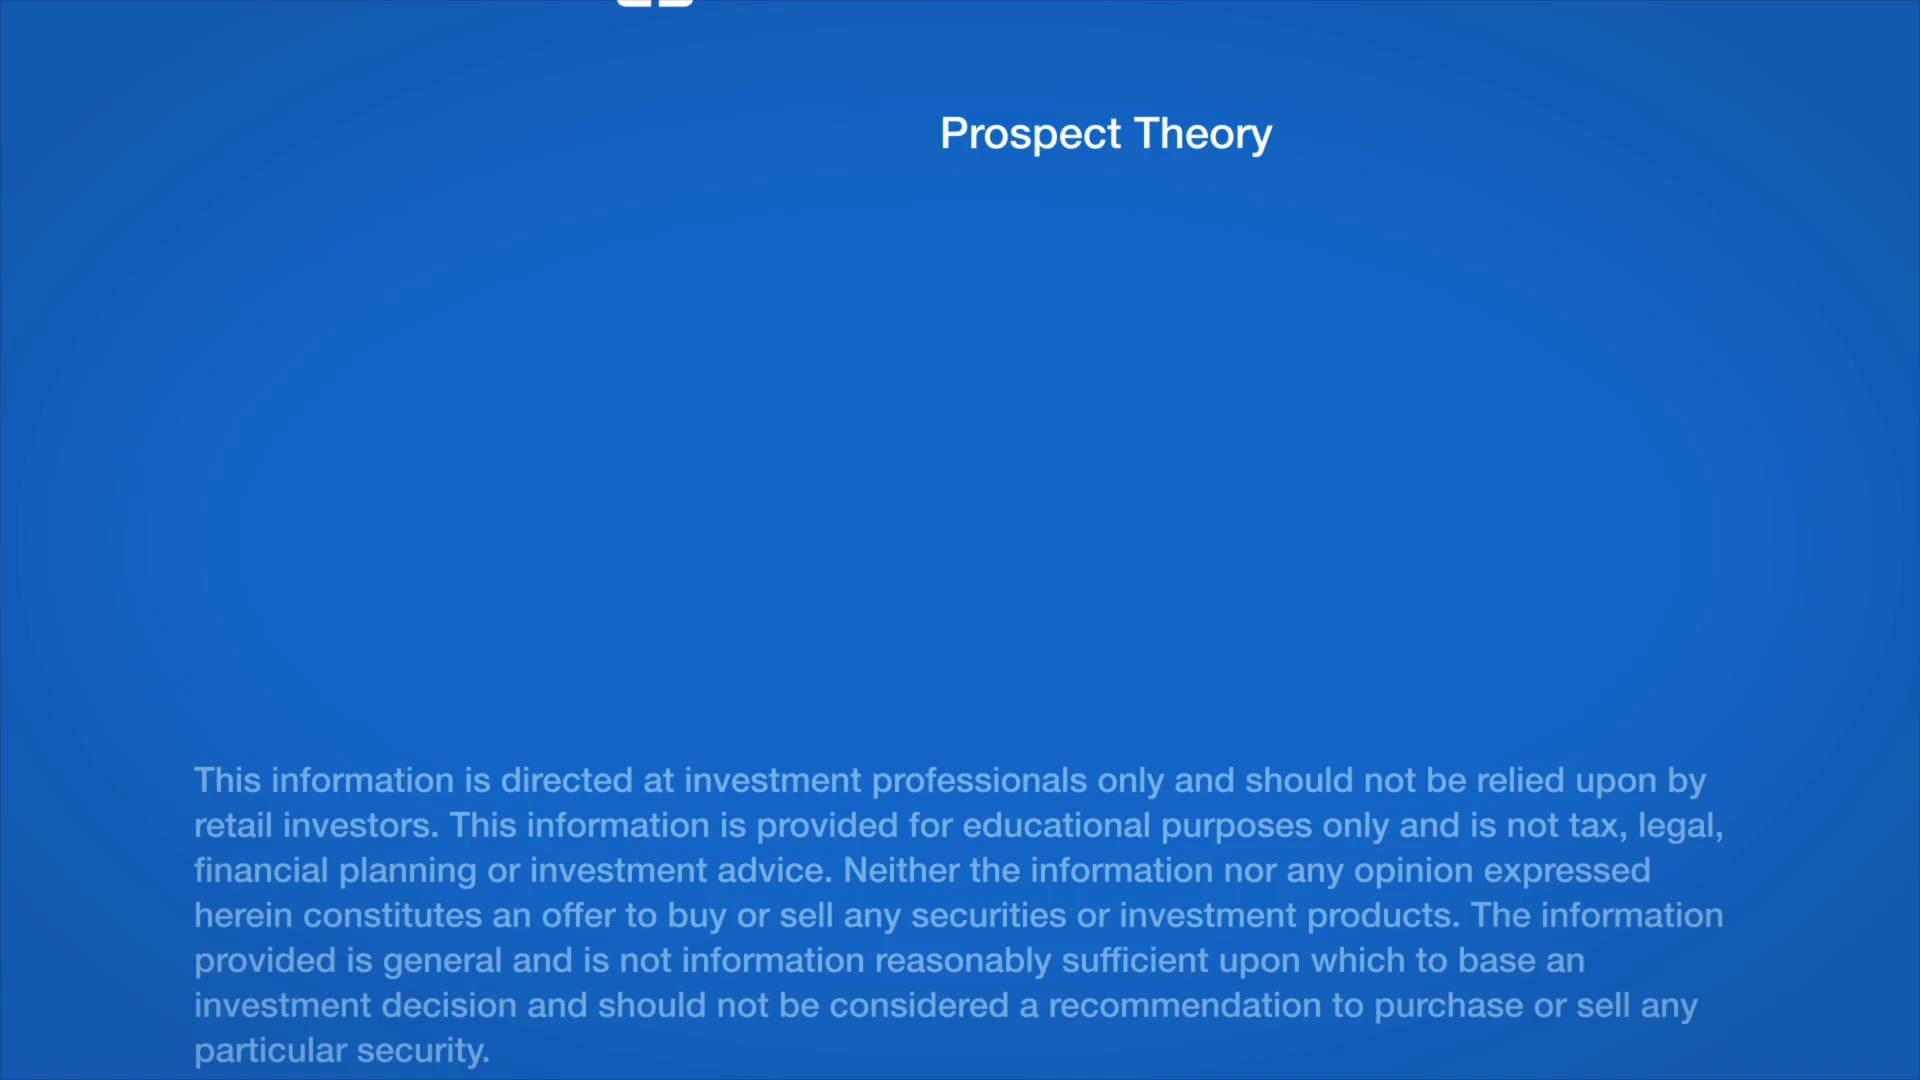 Prospect Theory
This information is directed at investment professionals only and should not be relied upon by
retail investors. This information is provided for educational purposes only and is not tax, legal,
financial planning or investment advice. Neither the information nor any opinion expressed
herein constitutes an offer to buy or sell any securities or investment products. The information
provided is general and is not information reasonably sufficient upon which to base an
investment decision and should not be considered a recommendation to purchase or sell any
particular security.